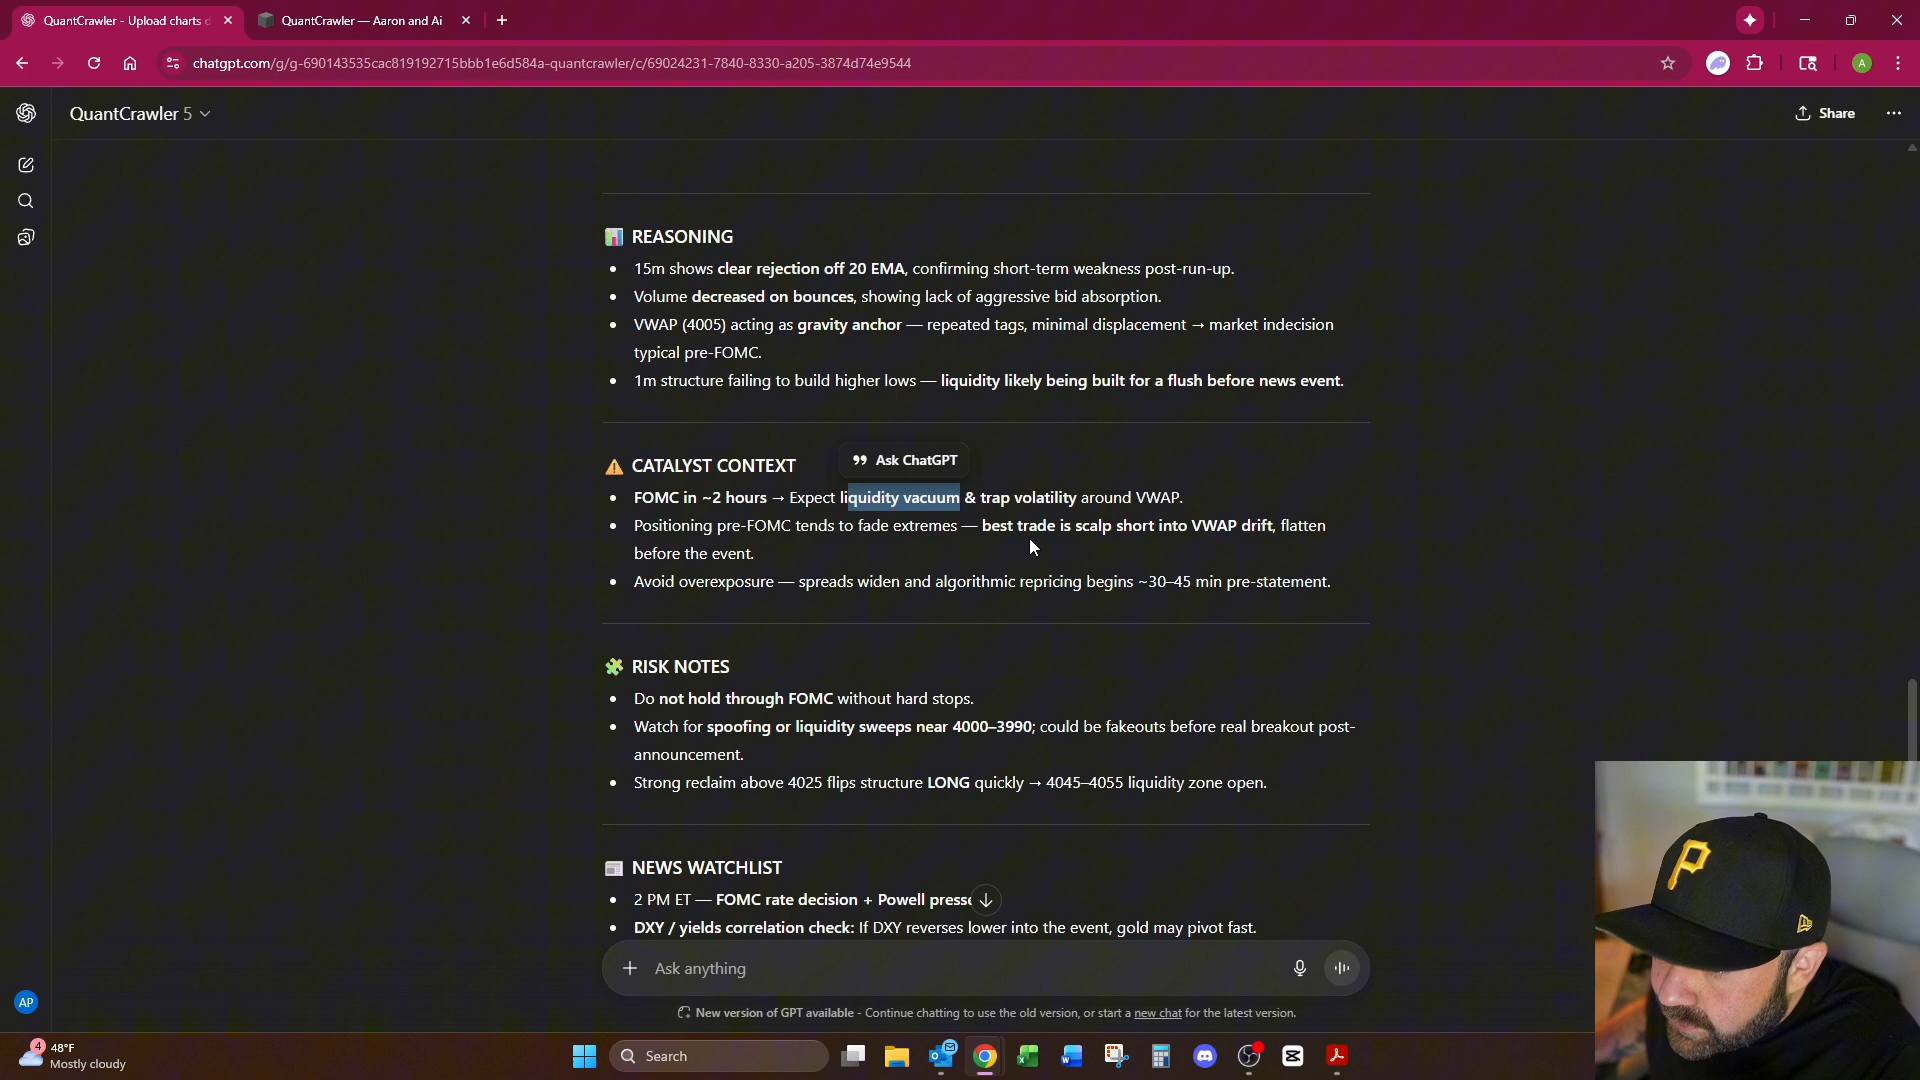 QuantCrawler - Upload charts
QuantCrawler — Aaron and Ai
chatgpt.com/g/g-690143535cac819192715bbb1e6d584a-quantcrawler/c/69024231-7840-8330-a205-3874d74e9544
A
QuantCrawler 5
Share
REASONING
• 15m shows clear rejection off 20 EMA, confirming short-term weakness post-run-up.
• Volume decreased on bounces, showing lack of aggressive bid absorption.
• VWAP (4005) acting as gravity anchor — repeated tags, minimal displacement → market indecision
typical pre-FOMC.
• 1m structure failing to build higher lows — liquidity likely being built for a flush before news event.
Ask ChatGPT
CATALYST CONTEXT
• FOMC in ~2 hours → Expect liquidity vacuum & trap volatility around VWAP.
• Positioning pre-FOMC tends to fade extremes — best trade is scalp short into VWAP drift, flatten
before the event.
• Avoid overexposure — spreads widen and algorithmic repricing begins ~30–45 min pre-statement.
RISK NOTES
• Do not hold through FOMC without hard stops.
• Watch for spoofing or liquidity sweeps near 4000–3990; could be fakeouts before real breakout post-
announcement.
• Strong reclaim above 4025 flips structure LONG quickly → 4045–4055 liquidity zone open.
NEWS WATCHLIST
• 2 PM ET — FOMC rate decision + Powell
• DXY / yields correlation check: If DXY reverses lower into the event, gold may pivot fast.
Ask anything
New version of GPT available - Continue chatting to use the old version, or start a new chat for the latest version.
AP
4
48°F
Mostly cloudy
Search
P